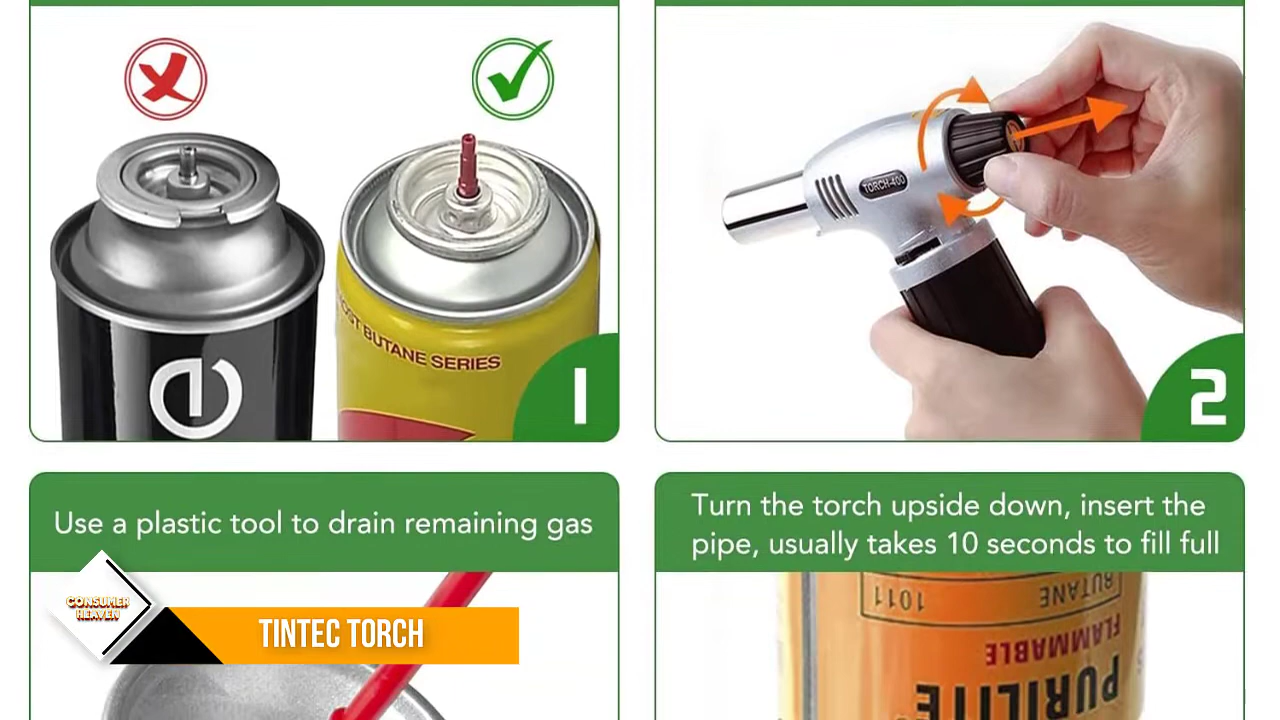 TORCH-400
OST BUTANE SERIES
1
2
Use a plastic tool to drain remaining gas
Turn the torch upside down, insert the
pipe, usually takes 10 seconds to fill full
CONSUMER
HEAVEN
TINTEC TORCH
1011
BUTANE
FLAMMABLE
PURILITE